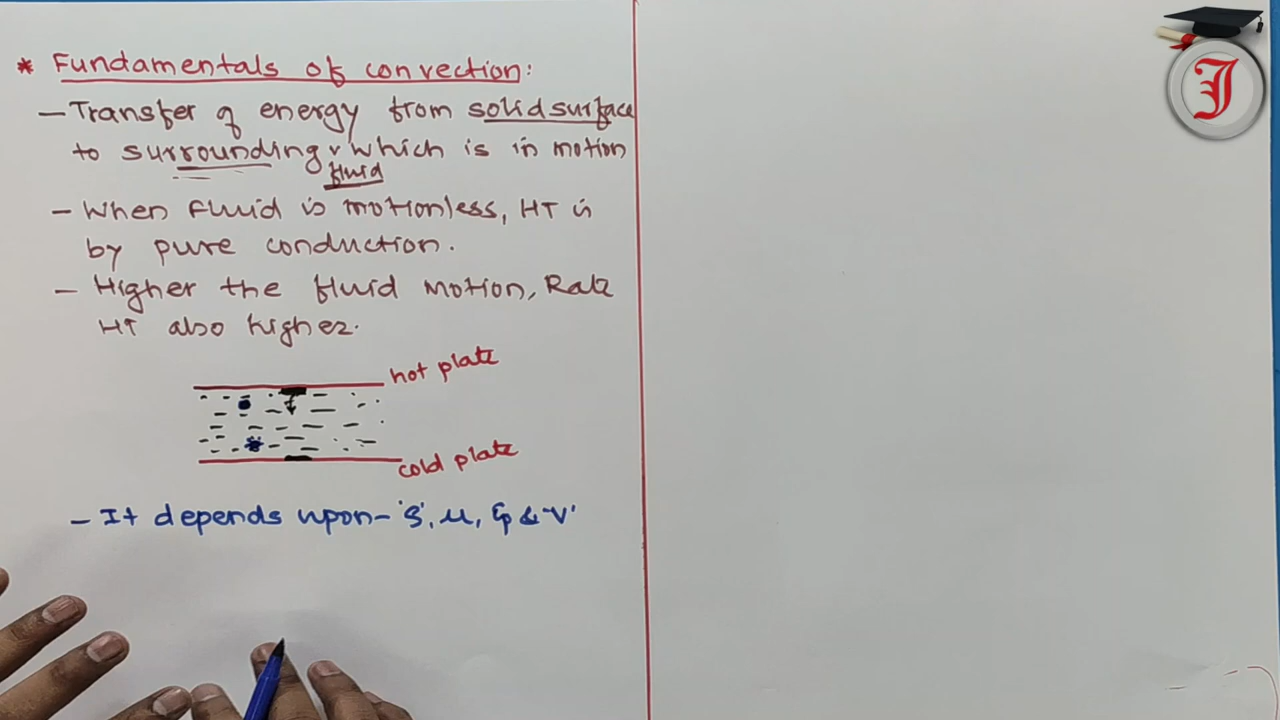 * Fundamentals of convection:
- Transfer of energy from solid surface
to surrounding which is in motion
fluid
- When fluid is motionless, HT is
by pure conduction.
- Higher the fluid motion, Rate
HT also higher.
hot plate
cold plate
- It depends upon - 'ρ', μ, Cp & 'V'
J